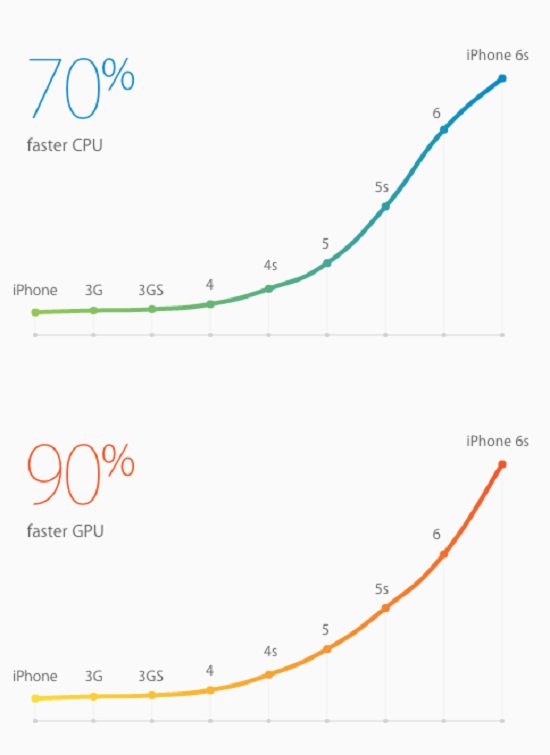 iPhone 6s
70%
6
faster CPU
5s
5
4s
iPhone 3G 3GS 4
iPhone 6s
90%
faster GPU
6
5s
5
4s
iPhone 3G 3GS 4